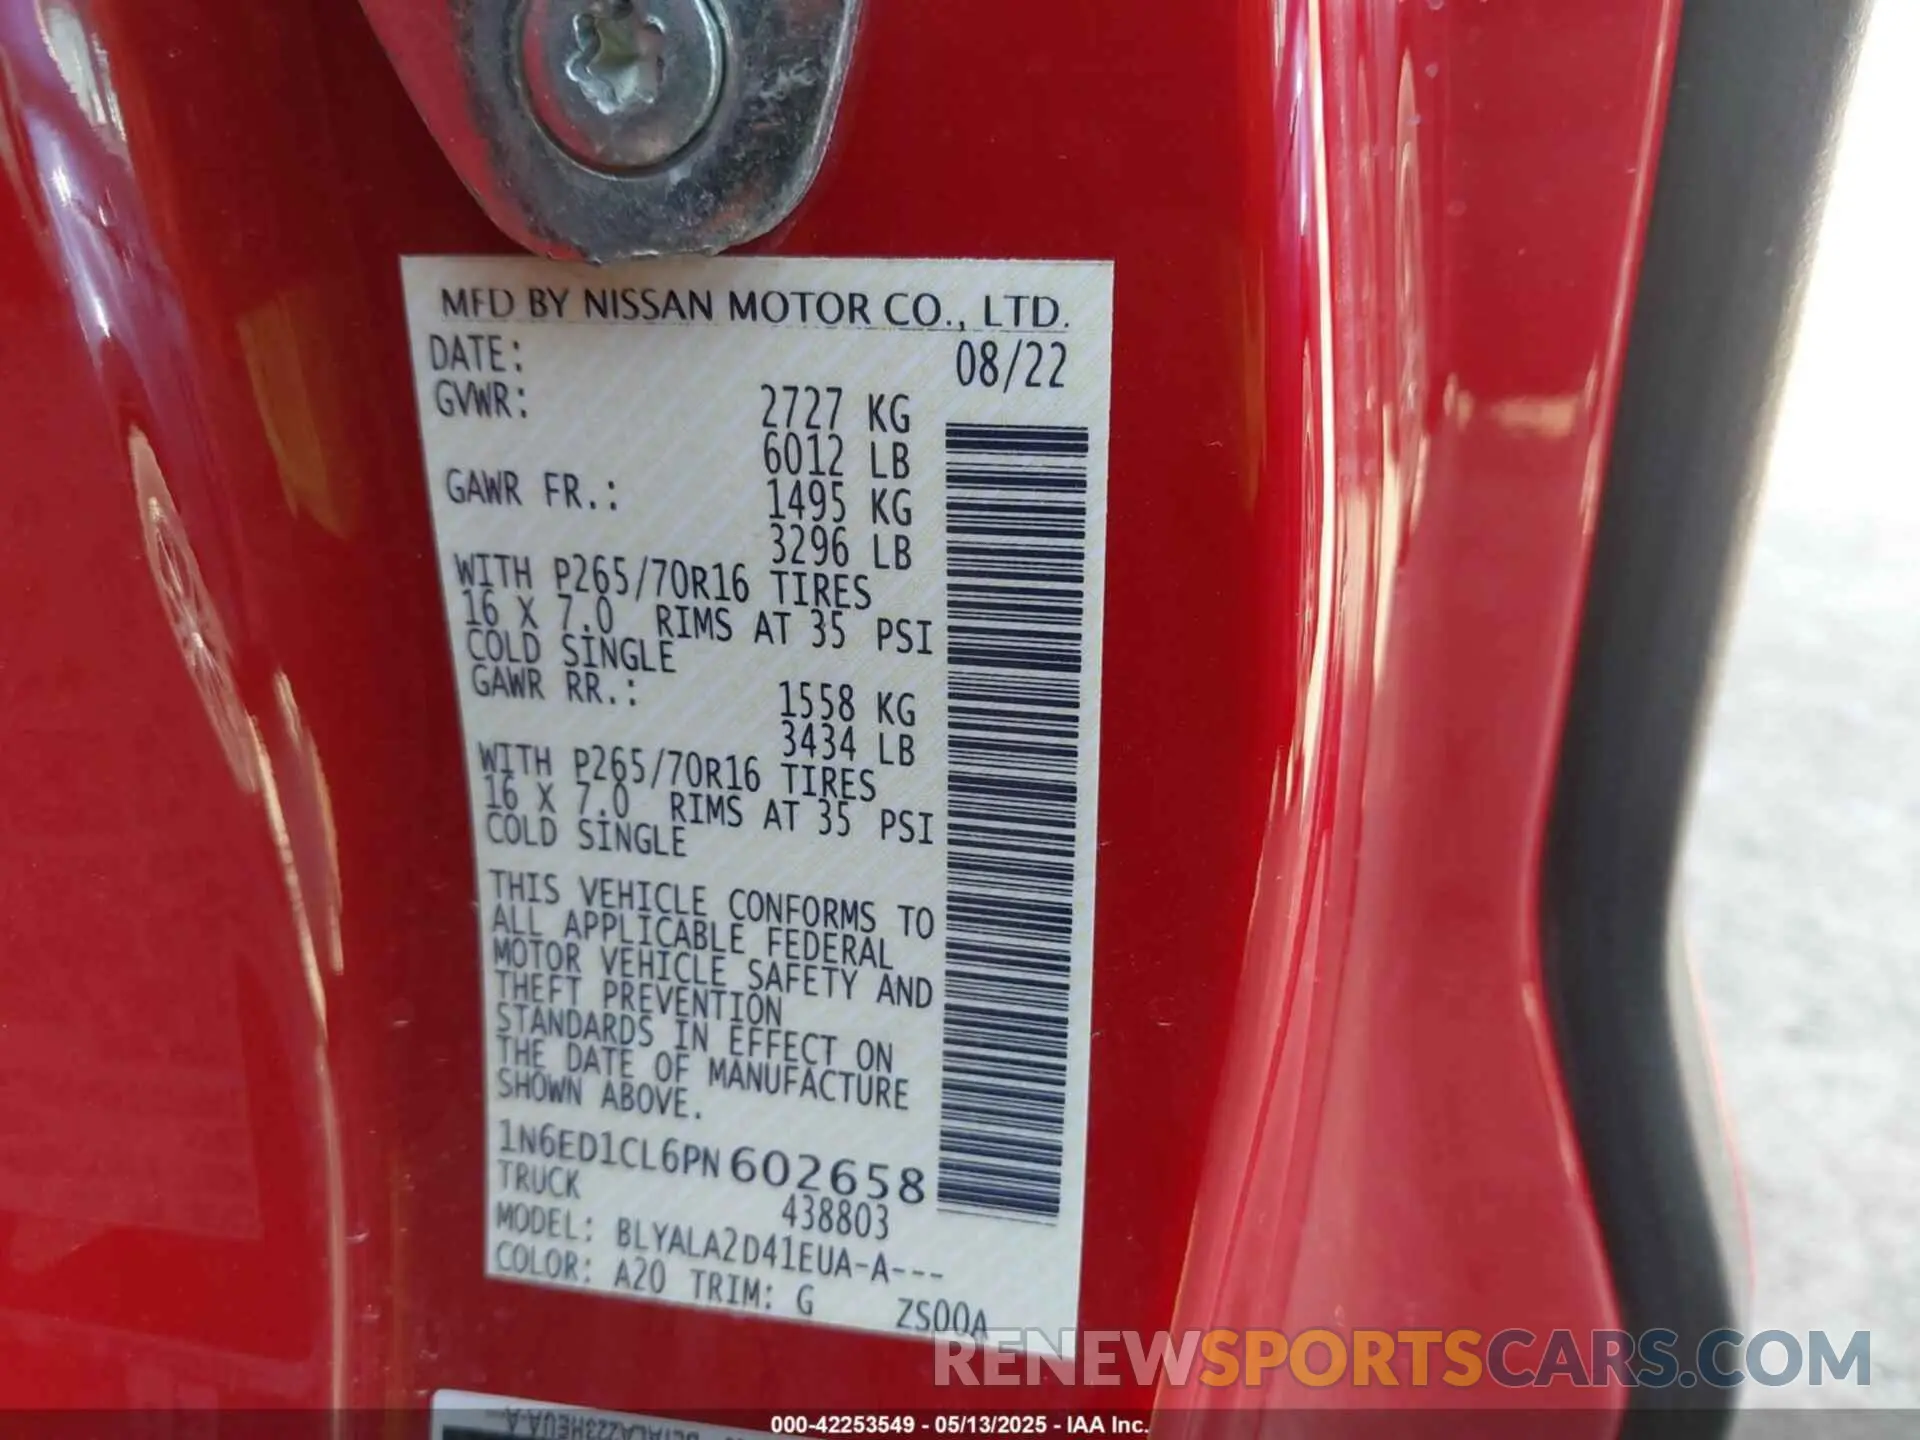 MFD BY NISSAN MOTOR CO., LTD.
DATE: 08/22
GVWR: 2727 KG
6012 LB
GAWR FR.: 1495 KG
3296 LB
WITH P265/70R16 TIRES
16 X 7.0 RIMS AT 35 PSI
COLD SINGLE
GAWR RR.: 1558 KG
3434 LB
WITH P265/70R16 TIRES
16 X 7.0 RIMS AT 35 PSI
COLD SINGLE
THIS VEHICLE CONFORMS TO
ALL APPLICABLE FEDERAL
MOTOR VEHICLE SAFETY AND
THEFT PREVENTION
STANDARDS IN EFFECT ON
THE DATE OF MANUFACTURE
SHOWN ABOVE.
1N6ED1CL6PN602658
TRUCK 438803
MODEL: BLYALA2D41EUA-A---
COLOR: A20 TRIM: G ZS00A
RENEWSPORTSCARS.COM
000-42253549 - 05/13/2025 - IAA Inc.